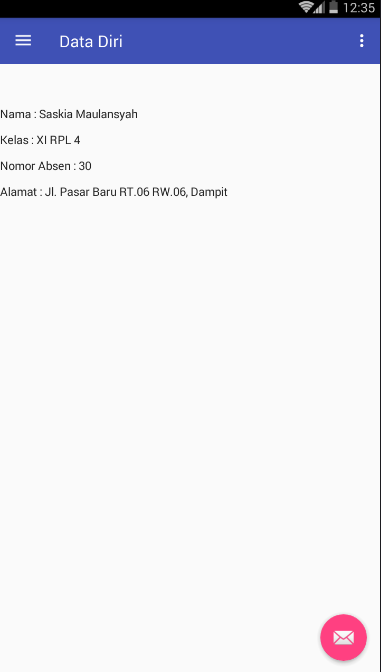 12:35
Data Diri
Nama : Saskia Maulansyah
Kelas : XI RPL 4
Nomor Absen : 30
Alamat : Jl. Pasar Baru RT.06 RW.06, Dampit